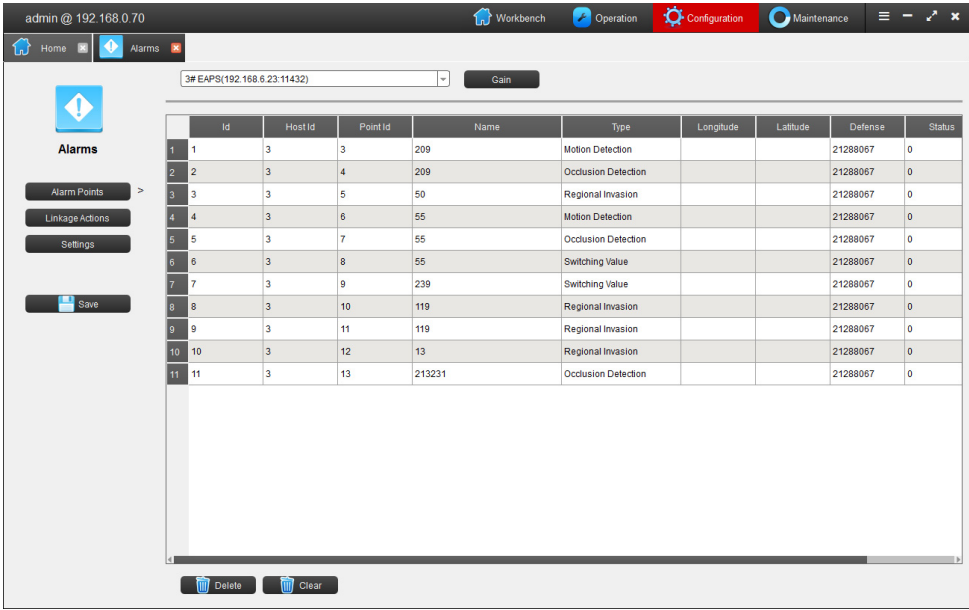 admin @ 192.168.0.70 Workbench Operation Configuration Maintenance
Home Alarms
3# EAPS(192.168.6.23:11432) Gain
Alarms
Alarm Points >
Linkage Actions
Settings
Save
Id Host Id Point Id Name Type Longitude Latitude Defense Status
1 1 3 3 209 Motion Detection 21288067 0
2 2 3 4 209 Occlusion Detection 21288067 0
3 3 3 5 50 Regional Invasion 21288067 0
4 4 3 6 55 Motion Detection 21288067 0
5 5 3 7 55 Occlusion Detection 21288067 0
6 6 3 8 55 Switching Value 21288067 0
7 7 3 9 239 Switching Value 21288067 0
8 8 3 10 119 Regional Invasion 21288067 0
9 9 3 11 119 Regional Invasion 21288067 0
10 10 3 12 13 Regional Invasion 21288067 0
11 11 3 13 213231 Occlusion Detection 21288067 0
Delete Clear